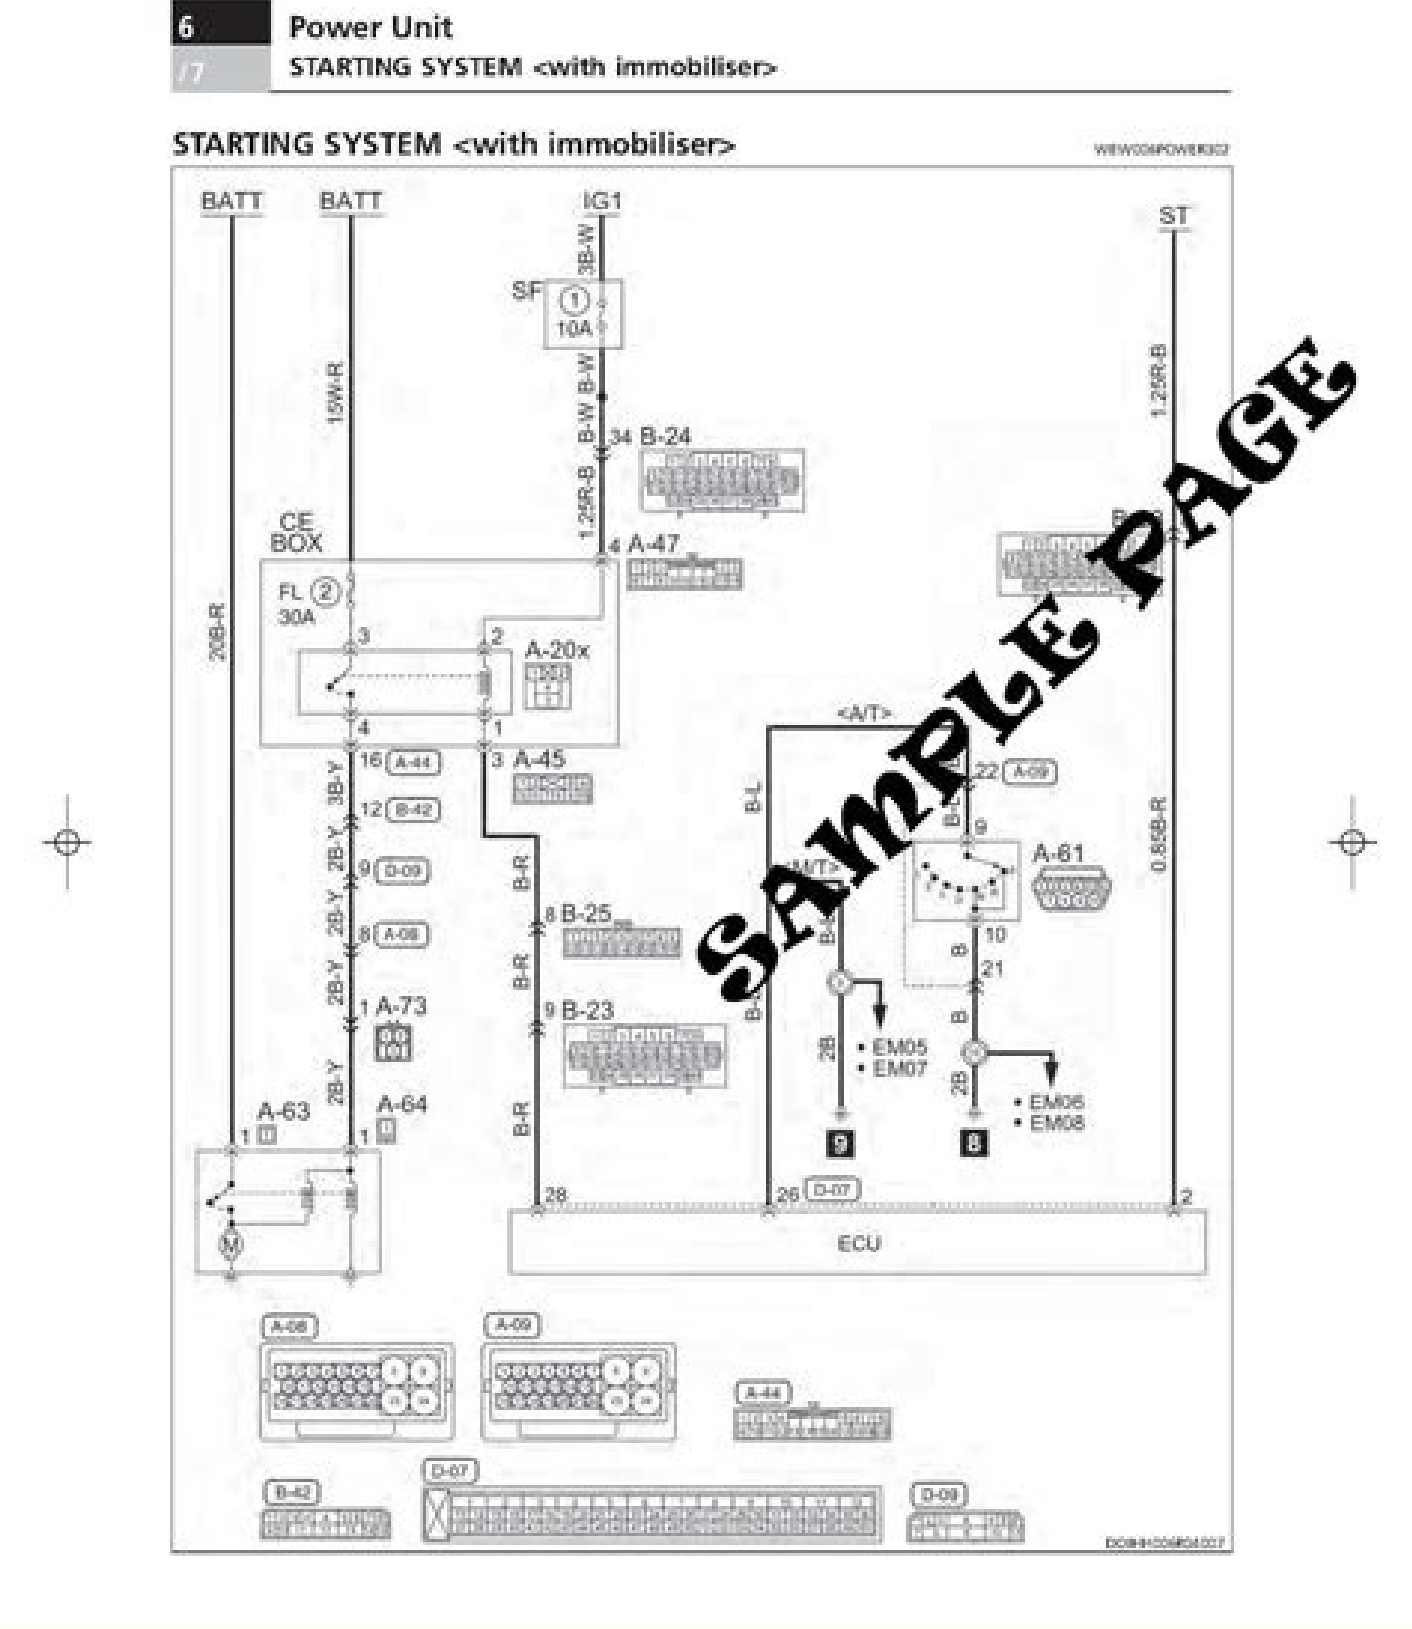 6
/7
Power Unit
STARTING SYSTEM <with immobiliser>
STARTING SYSTEM <with immobiliser>
BATT
BATT
IG1
ST
3B-W
SF
1
10A
15W-R
B-W
B-W
1.25R-B
34 B-24
1.25R-B
CE
BOX
4 A-47
FL 2
30A
20B-R
3
2
A-20x
4
1
16 A-44
3 A-45
3B-Y
12 B-42
2B-Y
9 D-09
2B-Y
8 A-08
2B-Y
1 A-73
2B-Y
A-63
1
A-64
1
M
B-R
8 B-25
B-R
9 B-23
B-R
28
<A/T>
B-L
22 A-09
B-L
9
A-61
0.85B-R
<M/T>
10
B
21
B
2B
• EM05
• EM07
2B
• EM06
• EM08
9
8
26 D-07
2
ECU
SAMPLE PAGE
A-08
A-09
A-44
B-42
D-07
D-09